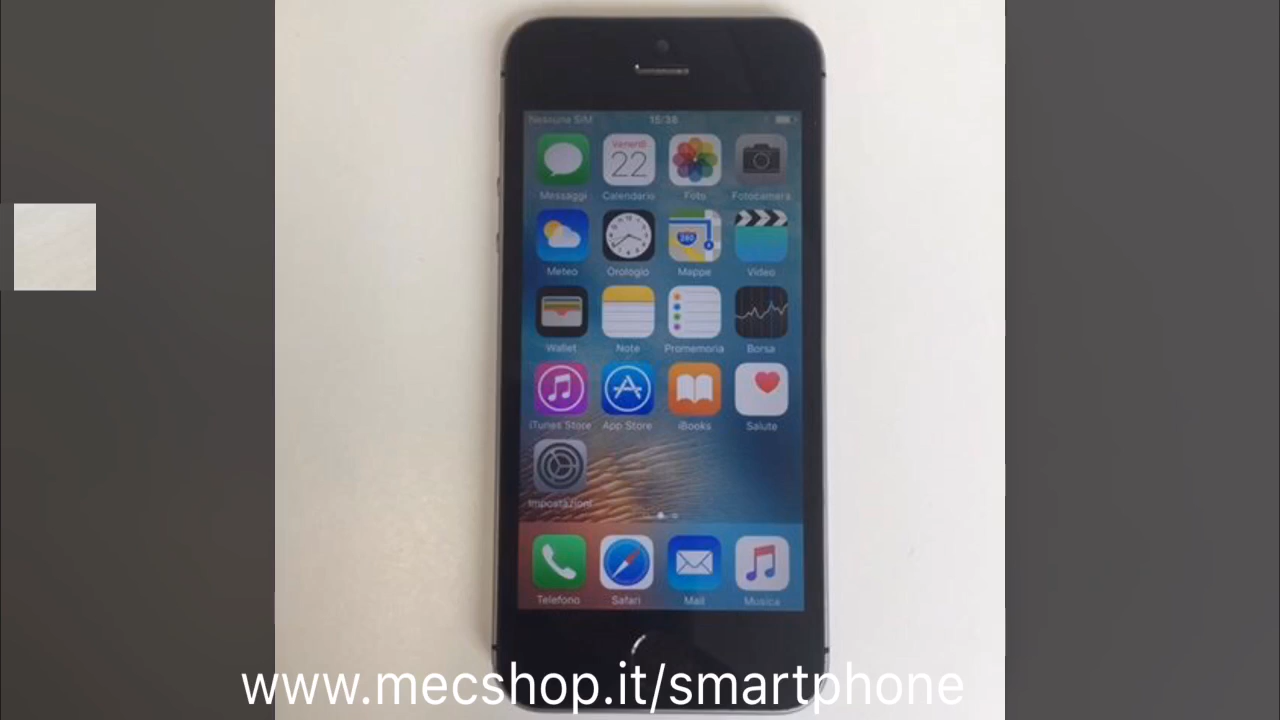 Nessuna SIM 15:38
Venerdì
22
Messaggi Calendario Foto Fotocamera
280
Meteo Orologio Mappe Video
Wallet Note Promemoria Borsa
iTunes Store App Store iBooks Salute
Impostazioni
Telefono Safari Mail Musica
www.mecshop.it/smartphone